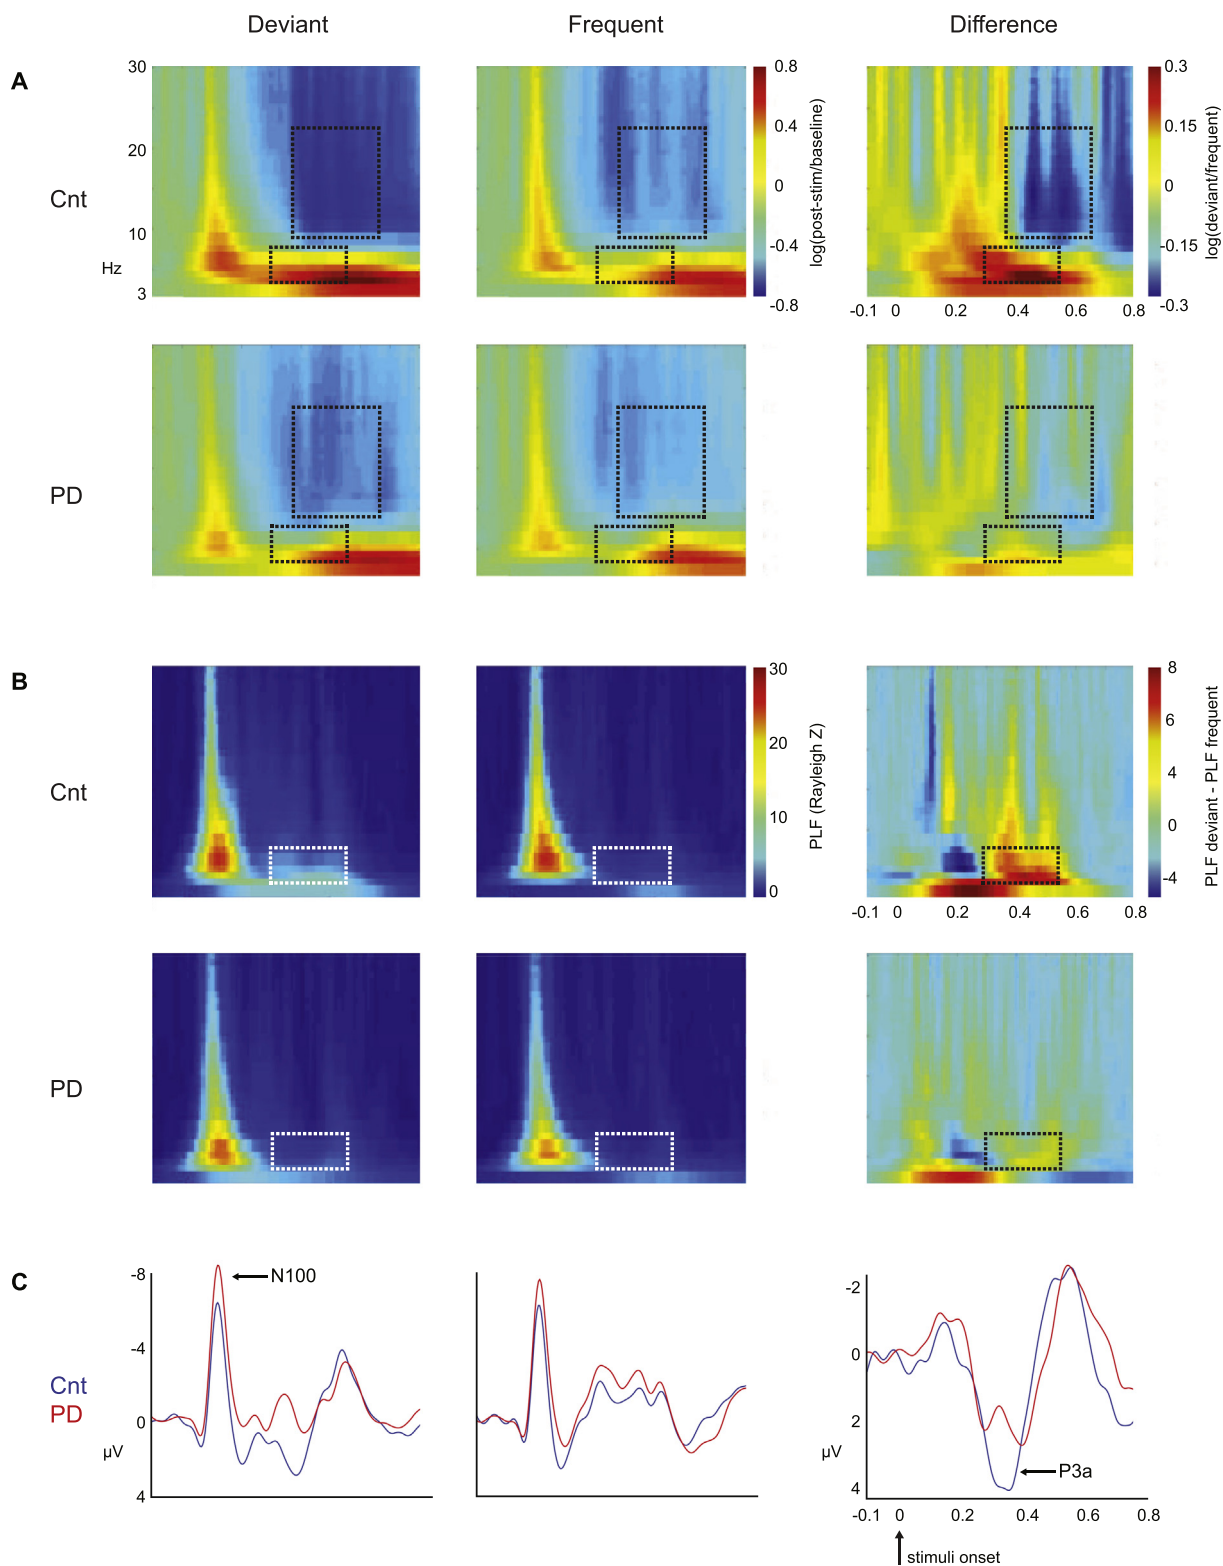 Deviant Frequent Difference
A
30
20
10
3
Hz
Cnt
0.8
0.4
0
-0.4
-0.8
log(post-stim/baseline)
0.3
0.15
0
-0.15
-0.3
log(deviant/frequent)
-0.1 0 0.2 0.4 0.6 0.8
PD
B
Cnt
30
20
10
0
PLF (Rayleigh Z)
8
6
4
0
-4
PLF deviant - PLF frequent
-0.1 0 0.2 0.4 0.6 0.8
PD
C
-8
-4
0
µV
4
N100
Cnt
PD
-2
0
2
µV
4
P3a
-0.1 0 0.2 0.4 0.6 0.8
stimuli onset